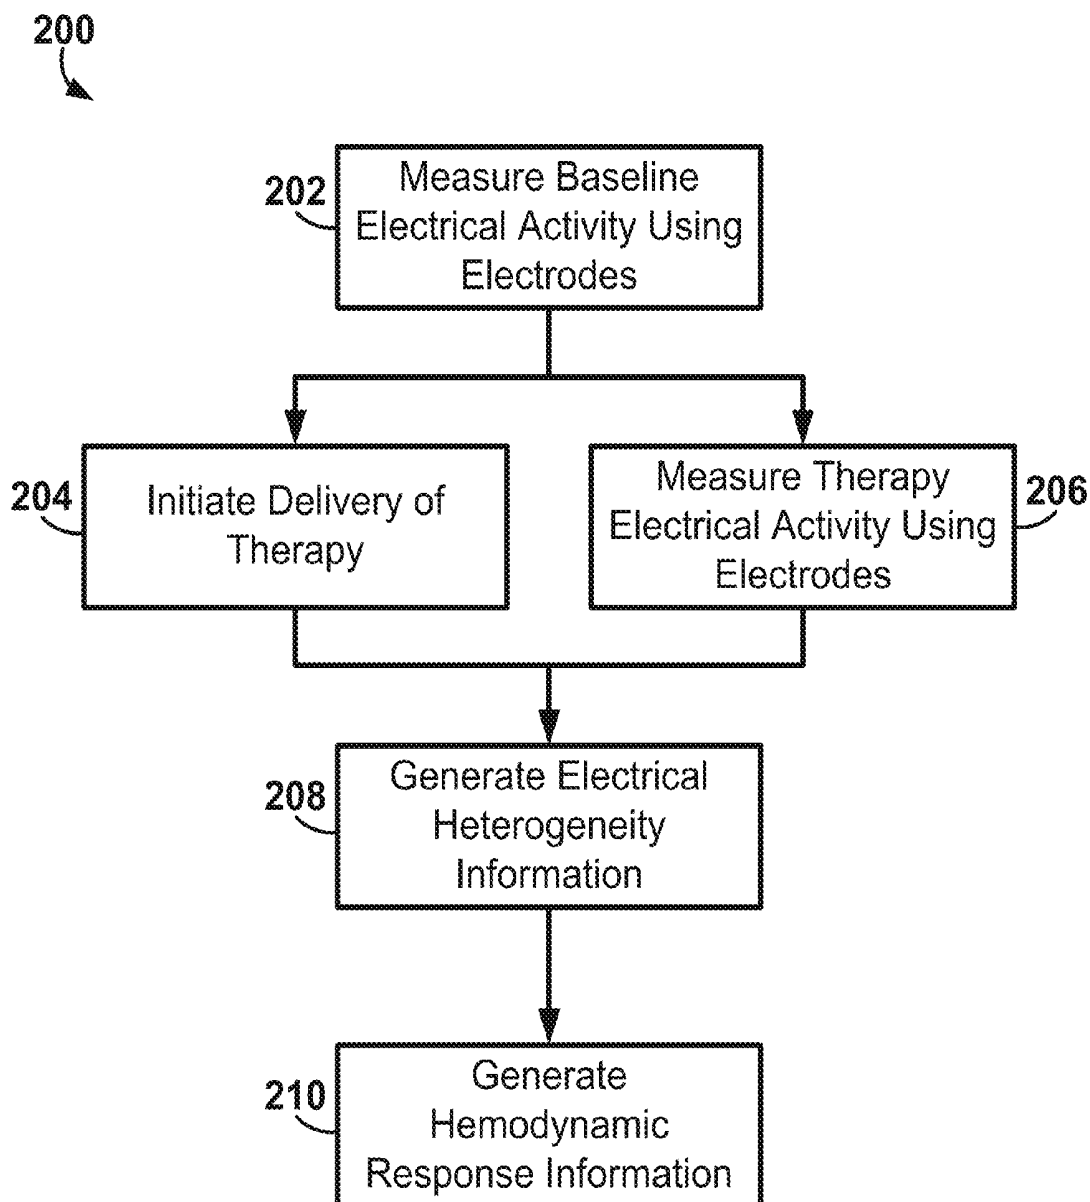 200
202
Measure Baseline
Electrical Activity Using
Electrodes
204
Initiate Delivery of
Therapy
Measure Therapy
Electrical Activity Using
Electrodes
206
208
Generate Electrical
Heterogeneity
Information
210
Generate
Hemodynamic
Response Information